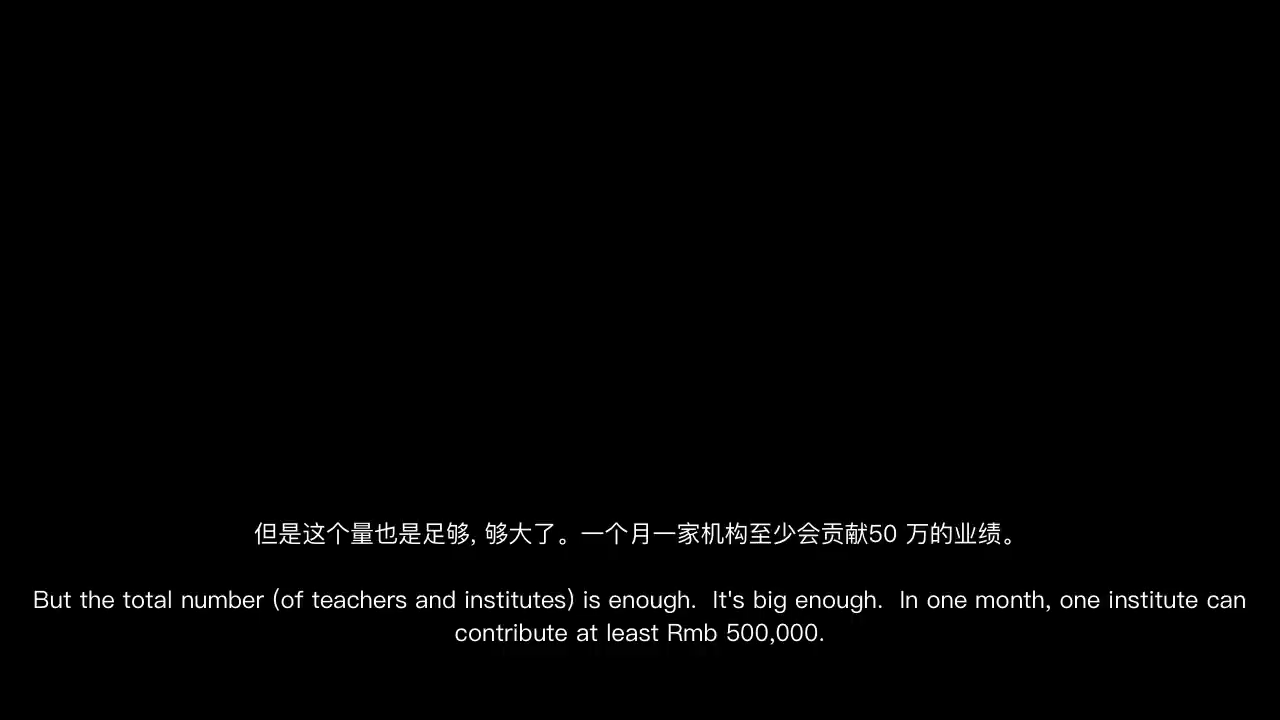 但是这个量也是足够, 够大了。一个月一家机构至少会贡献50 万的业绩。
But the total number (of teachers and institutes) is enough.  It's big enough.  In one month, one institute can
contribute at least Rmb 500,000.